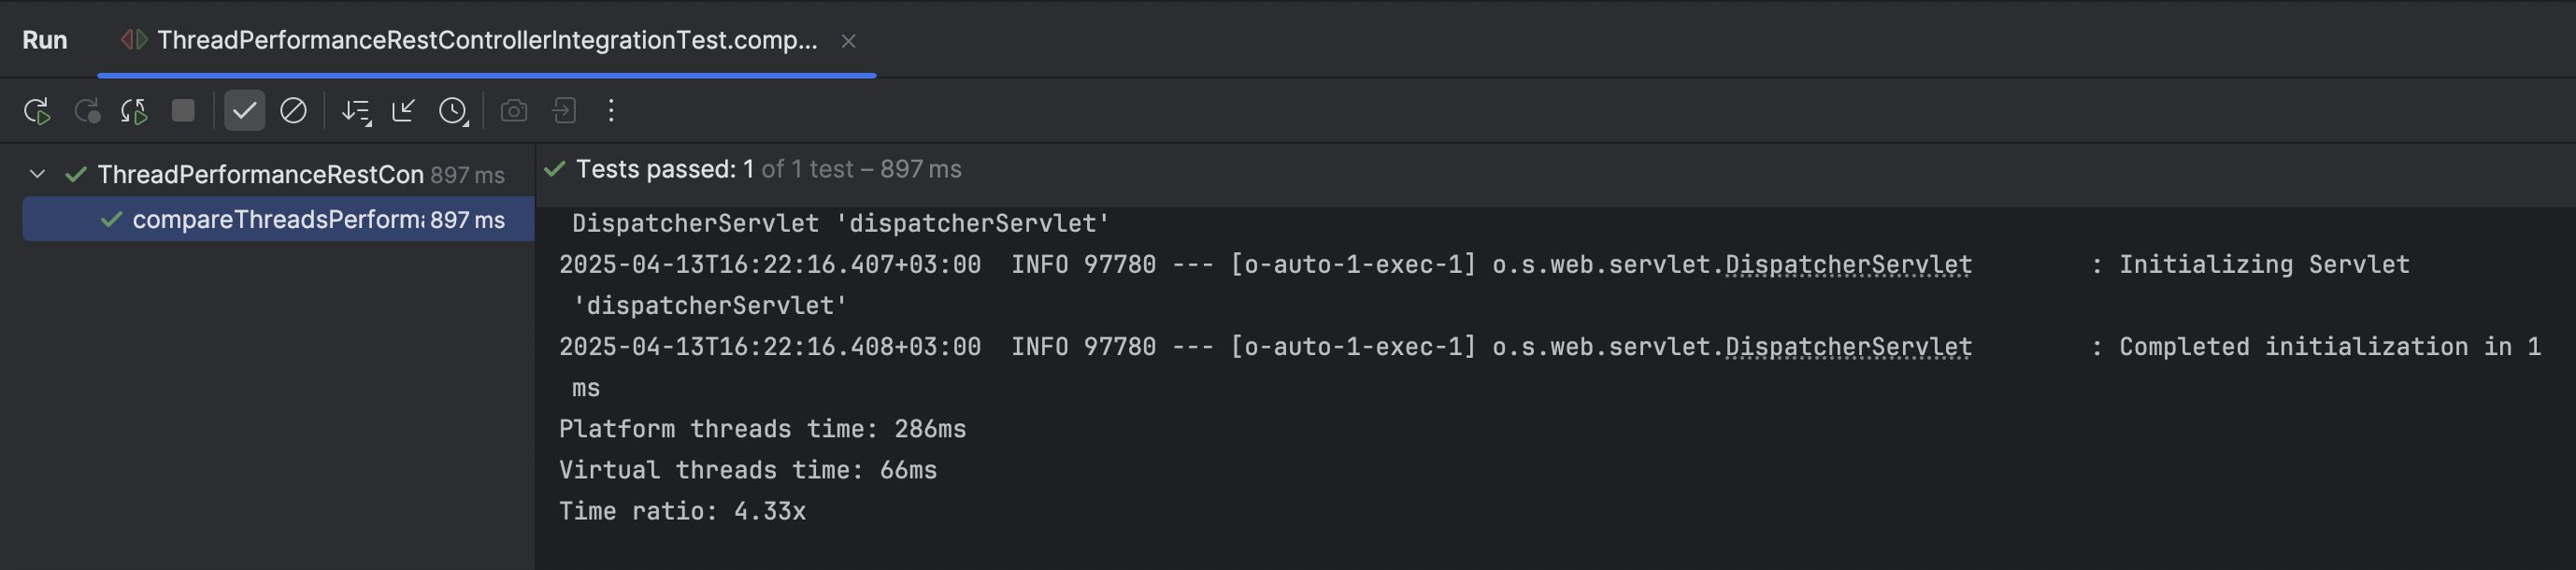 Run
ThreadPerformanceRestControllerIntegrationTest.comp...
ThreadPerformanceRestCon 897 ms
compareThreadsPerforma 897 ms
Tests passed: 1 of 1 test – 897 ms
DispatcherServlet 'dispatcherServlet'
2025-04-13T16:22:16.407+03:00  INFO 97780 --- [o-auto-1-exec-1] o.s.web.servlet.DispatcherServlet        : Initializing Servlet
'dispatcherServlet'
2025-04-13T16:22:16.408+03:00  INFO 97780 --- [o-auto-1-exec-1] o.s.web.servlet.DispatcherServlet        : Completed initialization in 1
ms
Platform threads time: 286ms
Virtual threads time: 66ms
Time ratio: 4.33x